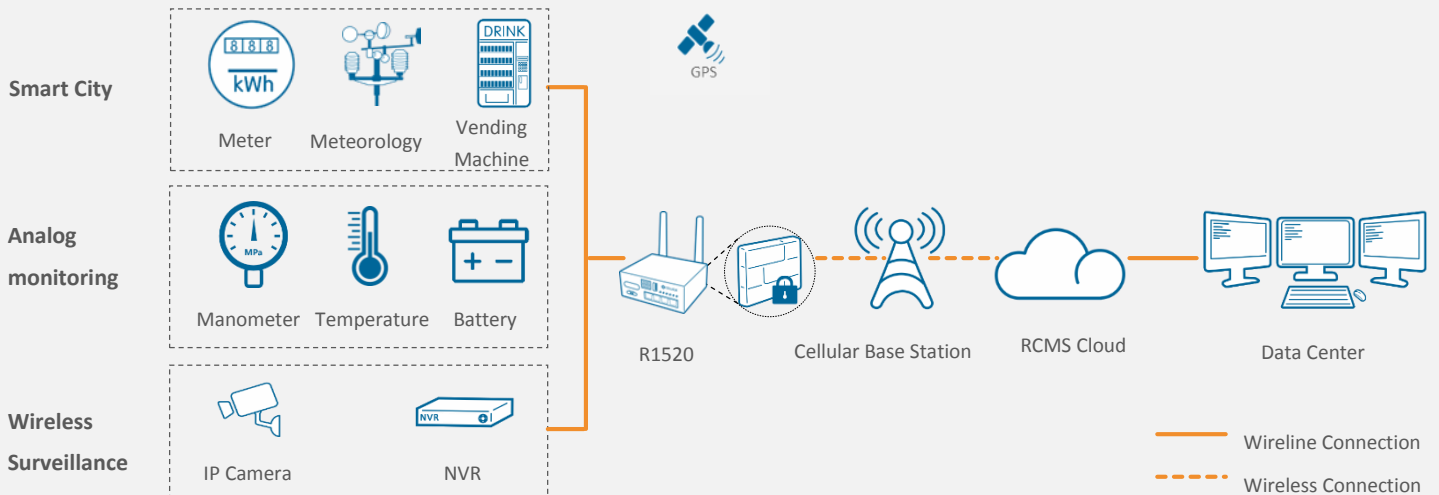 DRINK
GPS
888
kWh
Smart City
Meter
Meteorology
Vending
Machine
MPa
Analog
monitoring
Manometer
Temperature
Battery
R1520
Cellular Base Station
RCMS Cloud
Data Center
NVR
Wireless
Surveillance
IP Camera
NVR
Wireline Connection
Wireless Connection